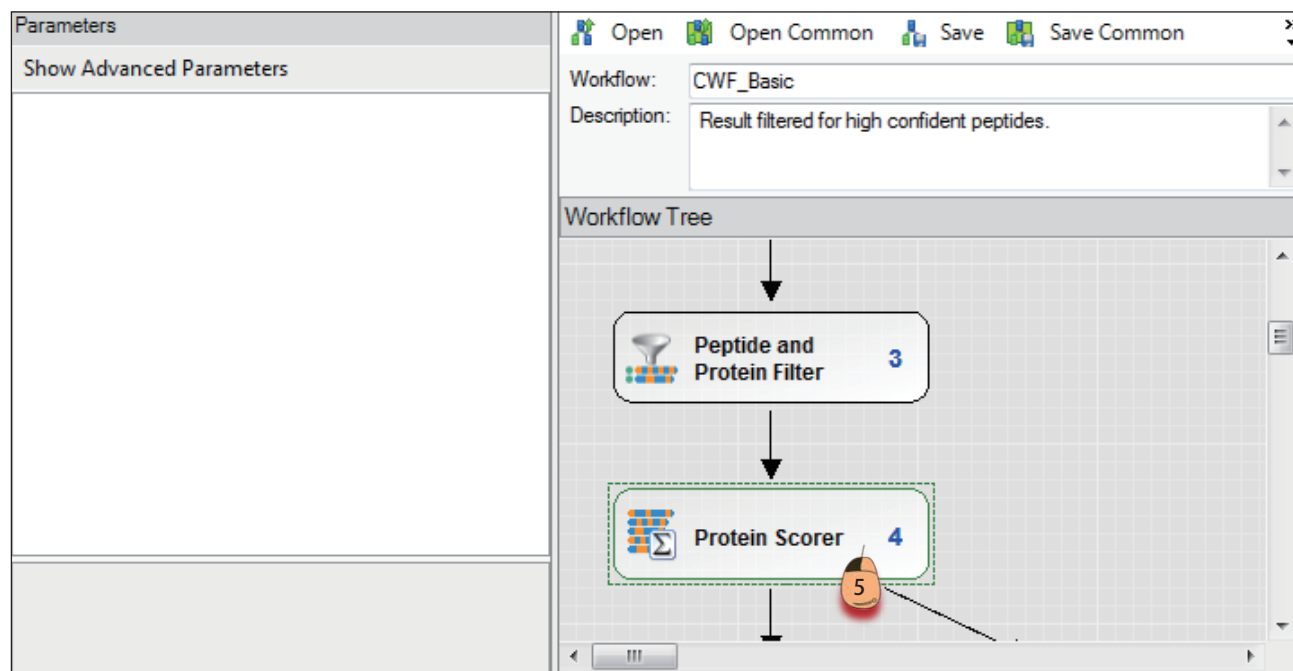 Parameters
Show Advanced Parameters
Open Open Common Save Save Common
Workflow: CWF_Basic
Description: Result filtered for high confident peptides.
Workflow Tree
Peptide and
Protein Filter
3
Σ
Protein Scorer 4
5